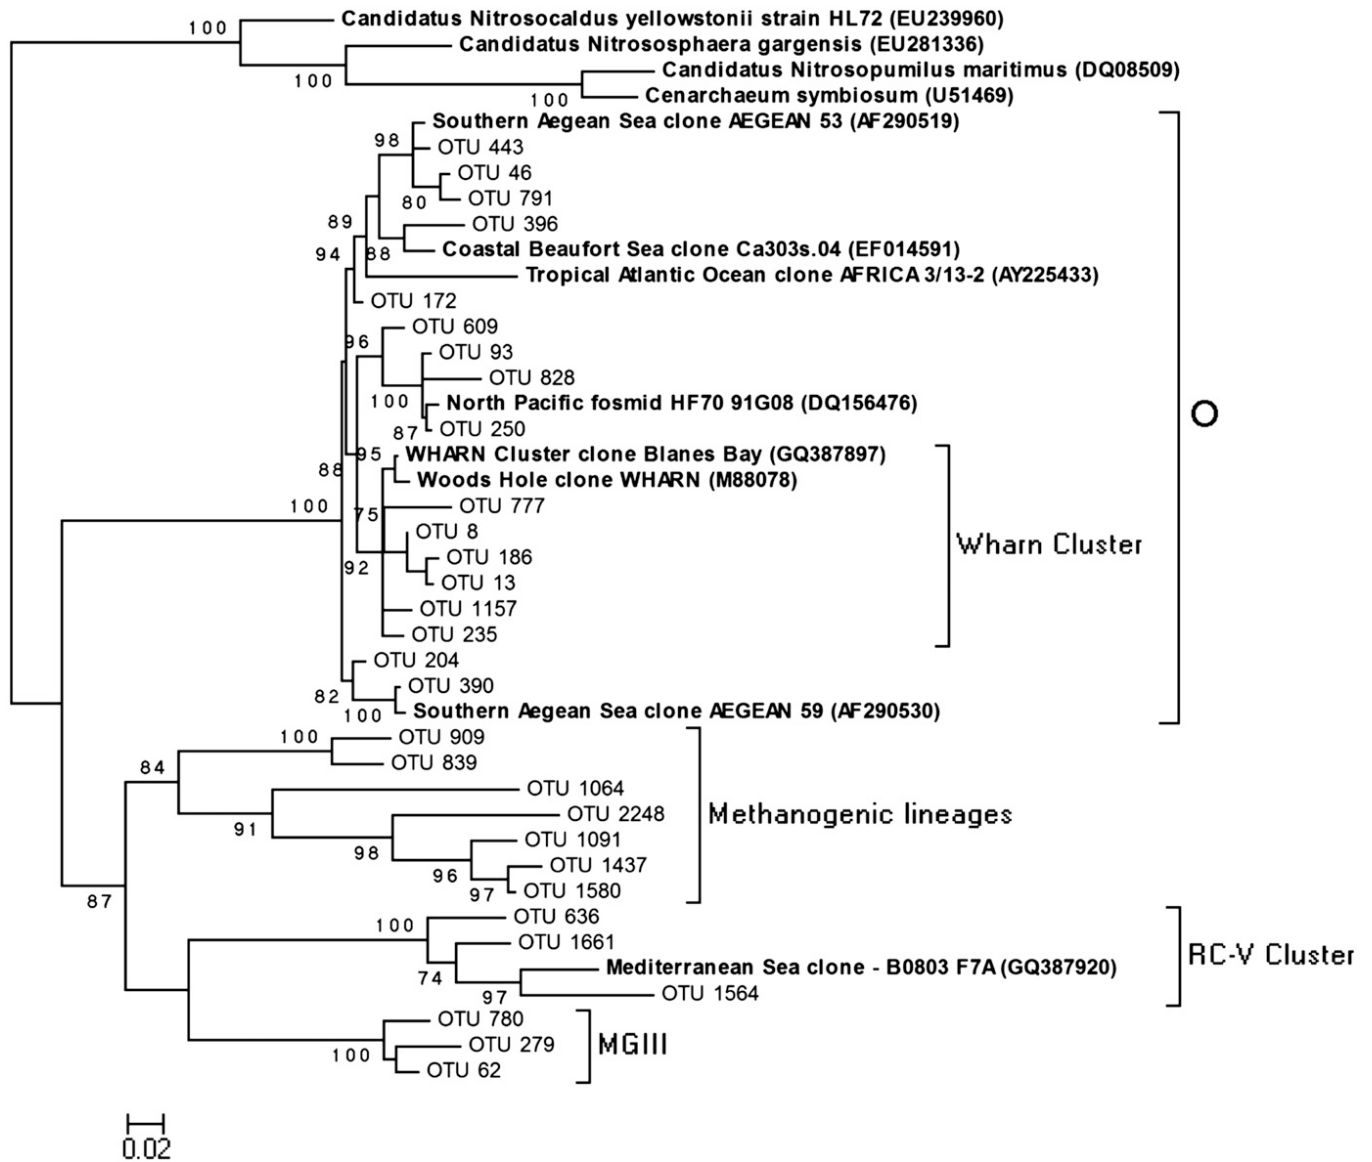 100
Candidatus Nitrosocaldus yellowstonii strain HL72 (EU239960)
Candidatus Nitrososphaera gargensis (EU281336)
100
Candidatus Nitrosopumilus maritimus (DQ08509)
100
Cenarchaeum symbiosum (U51469)
Southern Aegean Sea clone AEGEAN 53 (AF290519)
98
OTU 443
OTU 46
80
OTU 791
89
OTU 396
94
88
Coastal Beaufort Sea clone Ca303s.04 (EF014591)
Tropical Atlantic Ocean clone AFRICA 3/13-2 (AY225433)
OTU 172
OTU 609
96
OTU 93
OTU 828
100
North Pacific fosmid HF70 91G08 (DQ156476)
O
87
OTU 250
95
WHARN Cluster clone Blanes Bay (GQ387897)
88
Woods Hole clone WHARN (M88078)
100
75
OTU 777
OTU 8
Wharn Cluster
92
OTU 186
OTU 13
OTU 1157
OTU 235
OTU 204
82
OTU 390
100
Southern Aegean Sea clone AEGEAN 59 (AF290530)
100
OTU 909
84
OTU 839
OTU 1064
91
OTU 2248
Methanogenic lineages
98
OTU 1091
96
OTU 1437
97
OTU 1580
87
100
OTU 636
OTU 1661
RC-V Cluster
74
Mediterranean Sea clone - B0803 F7A (GQ387920)
97
OTU 1564
OTU 780
100
OTU 279
MGIII
OTU 62
0.02